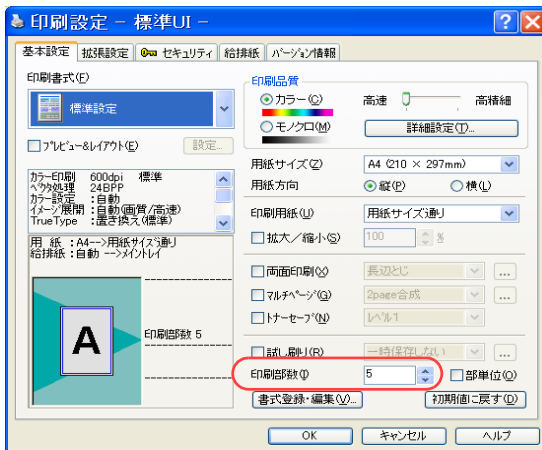 印刷設定 － 標準UI －
基本設定 拡張設定 セキュリティ 給排紙 バージョン情報
印刷書式(F)
標準設定
プレビュー&レイアウト(E) 設定...
カラー印刷 600dpi 標準
ベクタ処理 24BPP
カラー設定 :自動
イメージ展開 :自動(画質/高速)
TrueType :置き換え(標準)
用 紙 :A4-->用紙サイズ通り
給排紙 :自動 -->メイントレイ
A
印刷部数 5
印刷品質
カラー(C) 高速 高精細
モノクロ(M) 詳細設定(T)...
用紙サイズ(Z) A4 (210 × 297mm)
用紙方向 縦(P) 横(L)
印刷用紙(U) 用紙サイズ通り
拡大／縮小(S) 100 %
両面印刷(X) 長辺とじ ...
マルチページ(G) 2page合成 ...
トナーセーブ(N) レベル1
試し刷り(R) 一時保存しない ...
印刷部数(I) 5 部単位(O)
書式登録・編集(V)... 初期値に戻す(D)
OK キャンセル ヘルプ